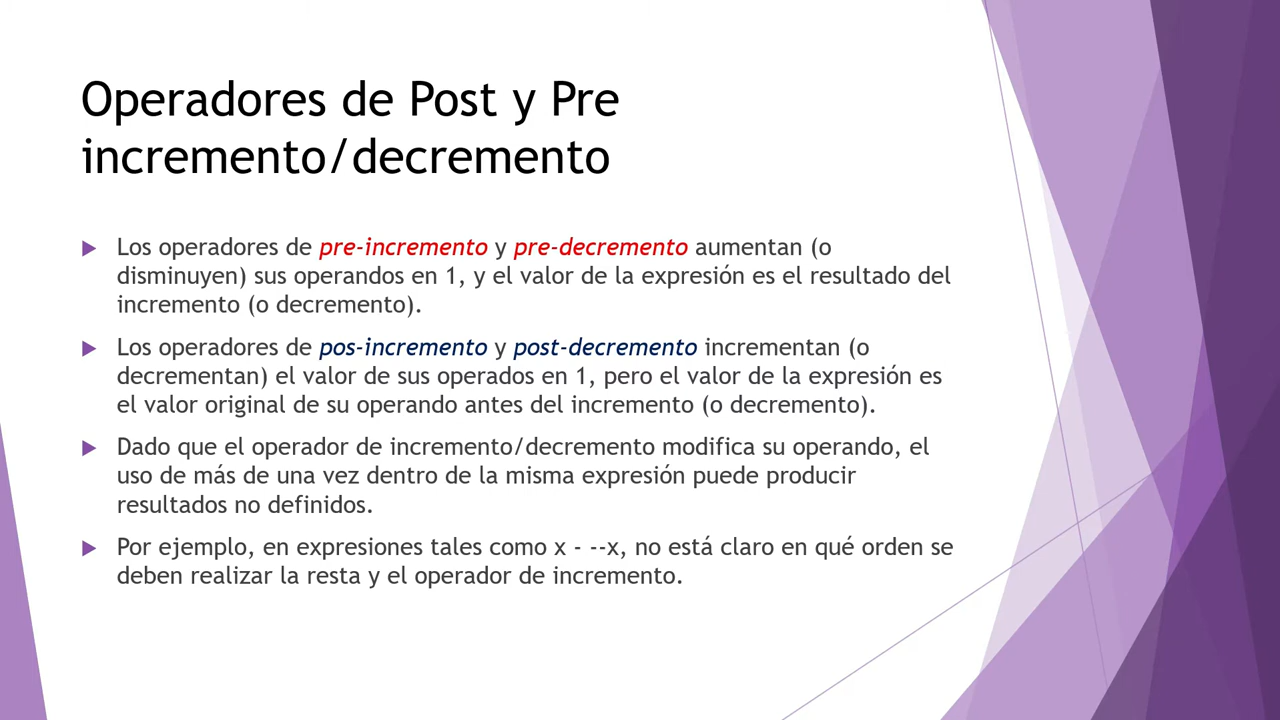 Operadores de Post y Pre
incremento/decremento
Los operadores de pre-incremento y pre-decremento aumentan (o
disminuyen) sus operandos en 1, y el valor de la expresión es el resultado del
incremento (o decremento).
Los operadores de pos-incremento y post-decremento incrementan (o
decrementan) el valor de sus operados en 1, pero el valor de la expresión es
el valor original de su operando antes del incremento (o decremento).
Dado que el operador de incremento/decremento modifica su operando, el
uso de más de una vez dentro de la misma expresión puede producir
resultados no definidos.
Por ejemplo, en expresiones tales como x - --x, no está claro en qué orden se
deben realizar la resta y el operador de incremento.